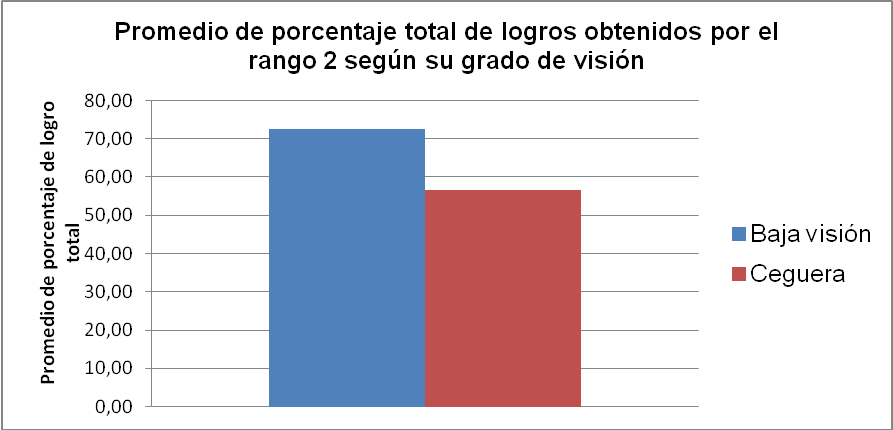 Promedio de porcentaje total de logros obtenidos por el
rango 2 según su grado de visión
Promedio de porcentaje de logro
total
80,00
70,00
60,00
50,00
40,00
30,00
20,00
10,00
0,00
Baja visión
Ceguera